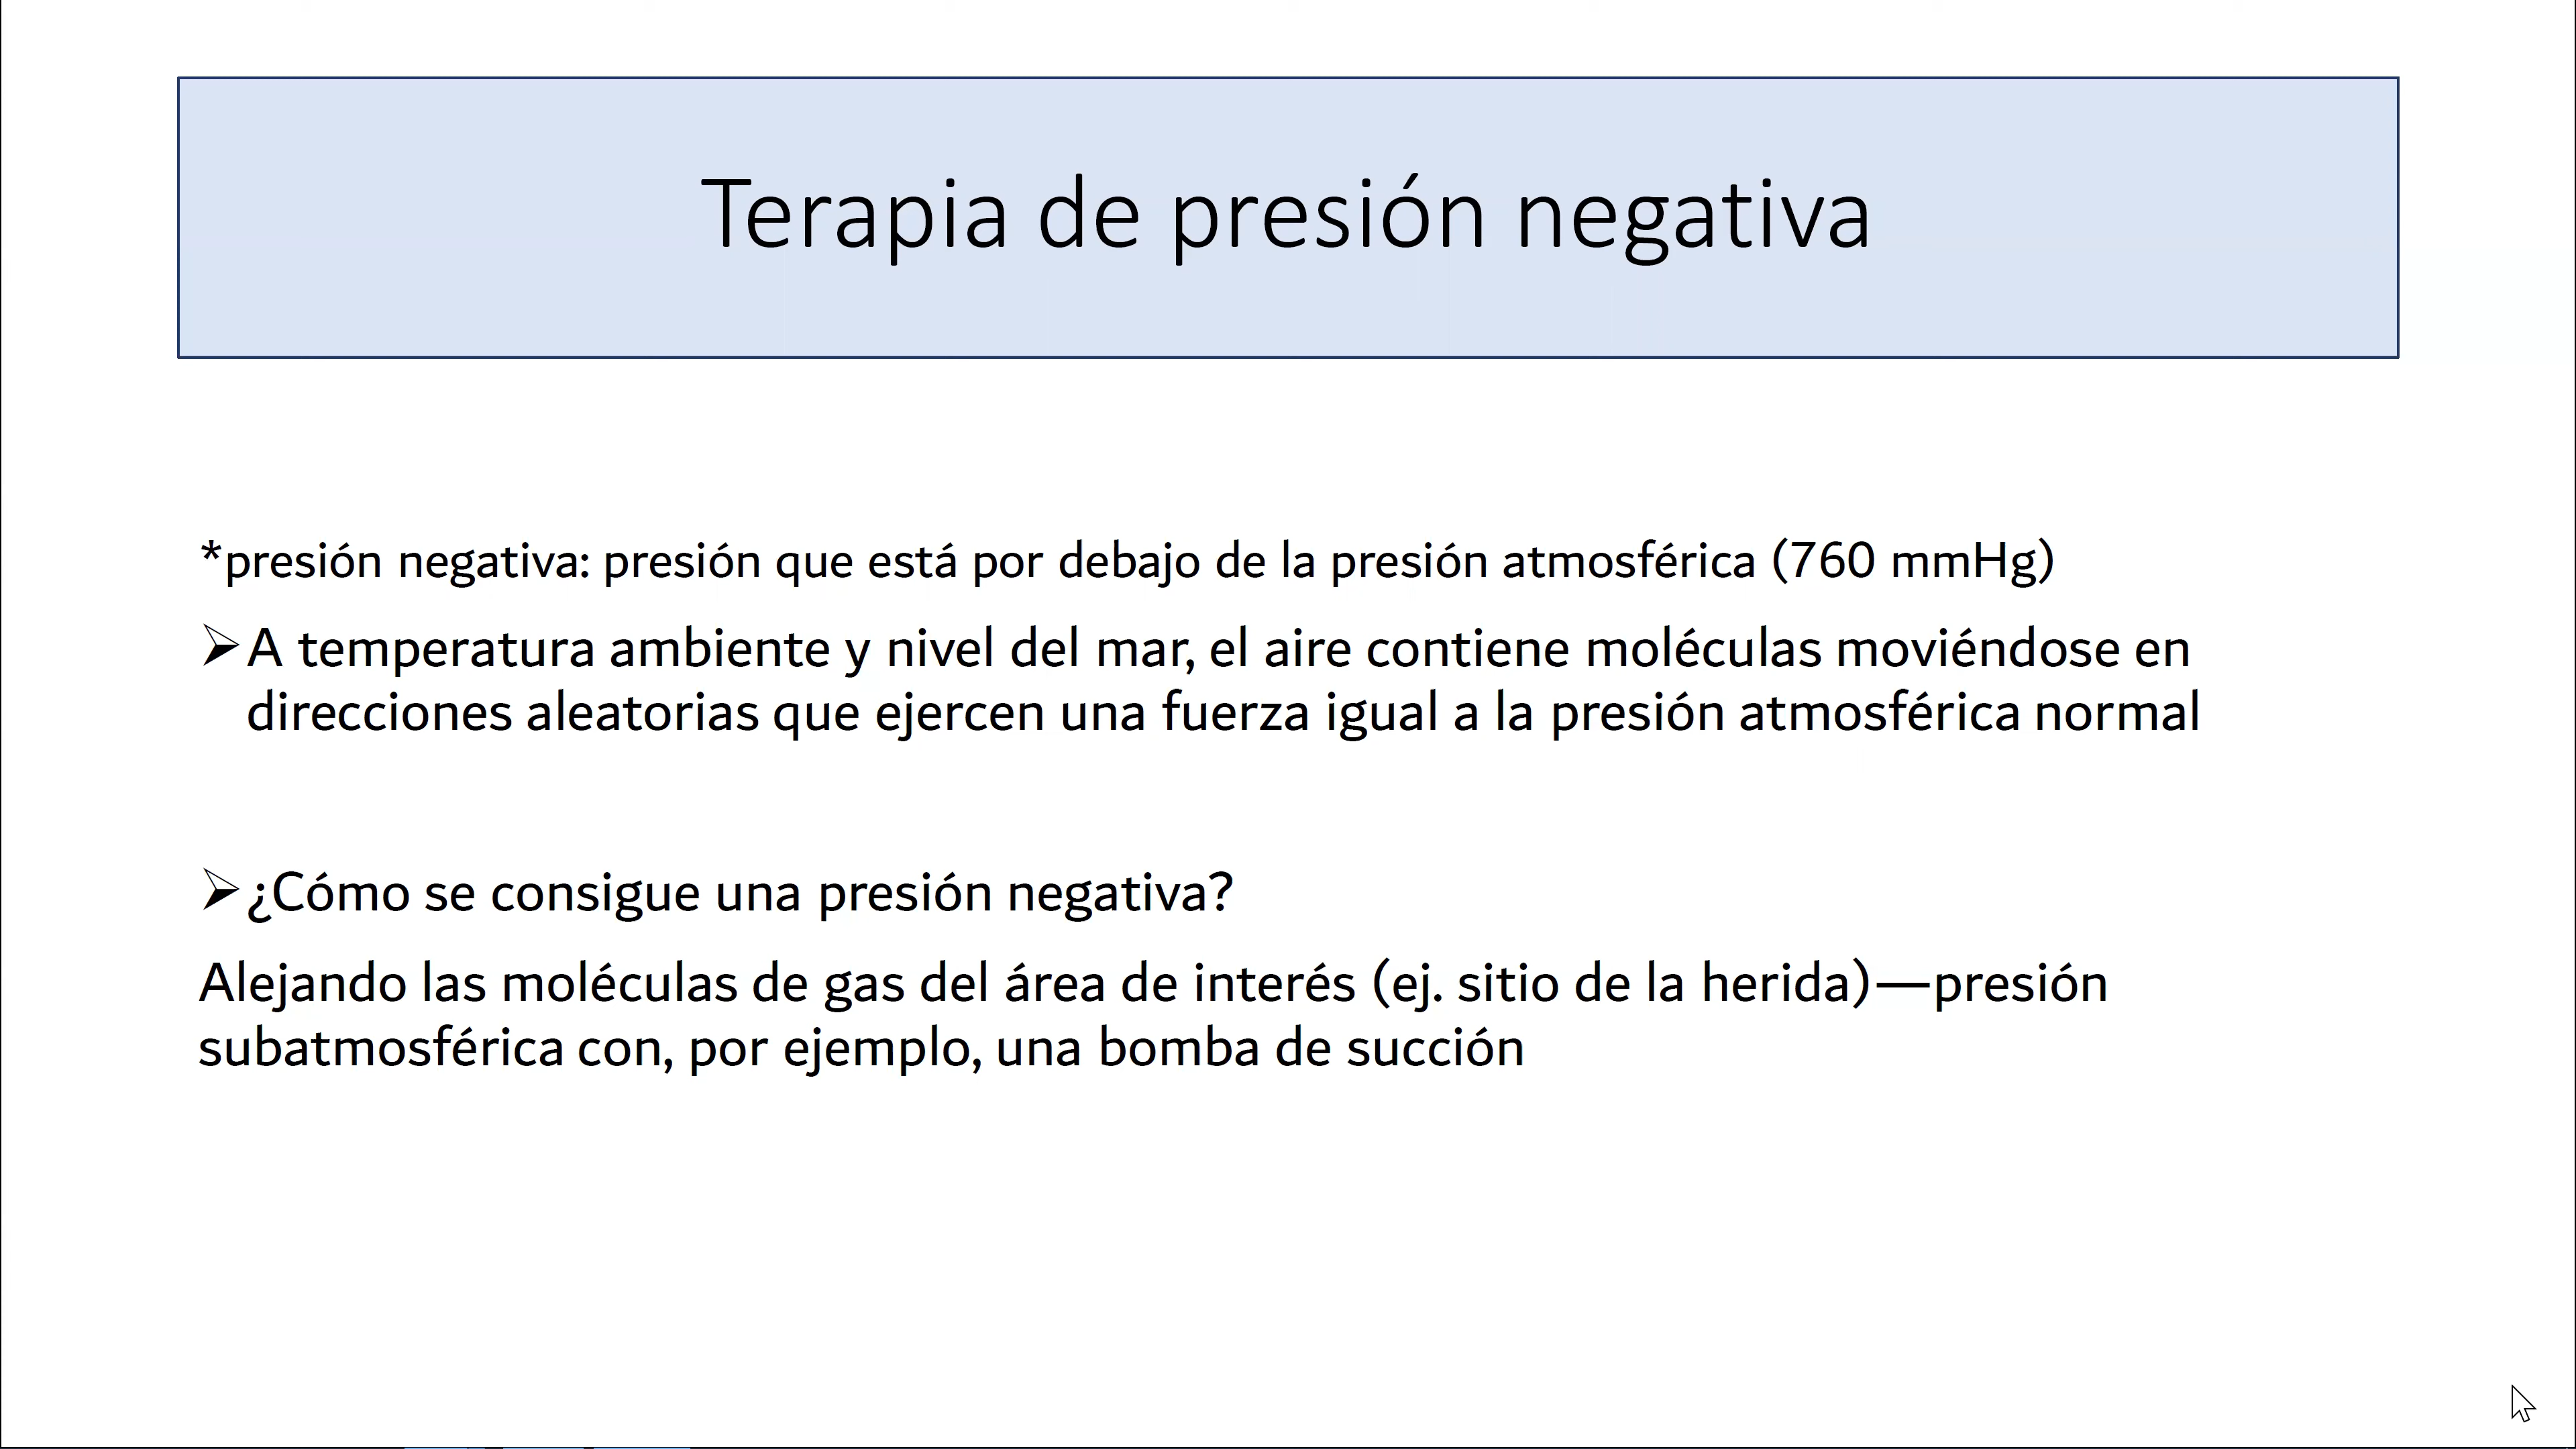 Terapia de presión negativa
*presión negativa: presión que está por debajo de la presión atmosférica (760 mmHg)
➢A temperatura ambiente y nivel del mar, el aire contiene moléculas moviéndose en
direcciones aleatorias que ejercen una fuerza igual a la presión atmosférica normal
➢¿Cómo se consigue una presión negativa?
Alejando las moléculas de gas del área de interés (ej. sitio de la herida)—presión
subatmosférica con, por ejemplo, una bomba de succión